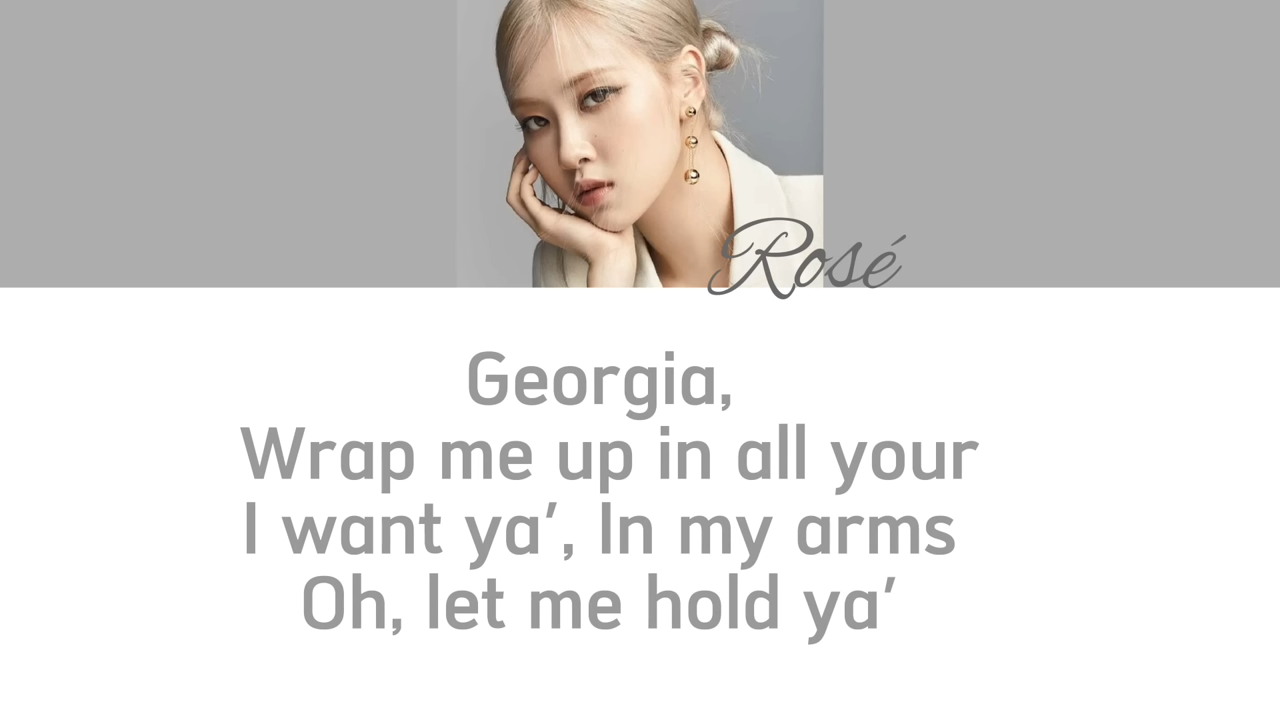 Rosé
Georgia,
Wrap me up in all your
I want ya', In my arms
Oh, let me hold ya'